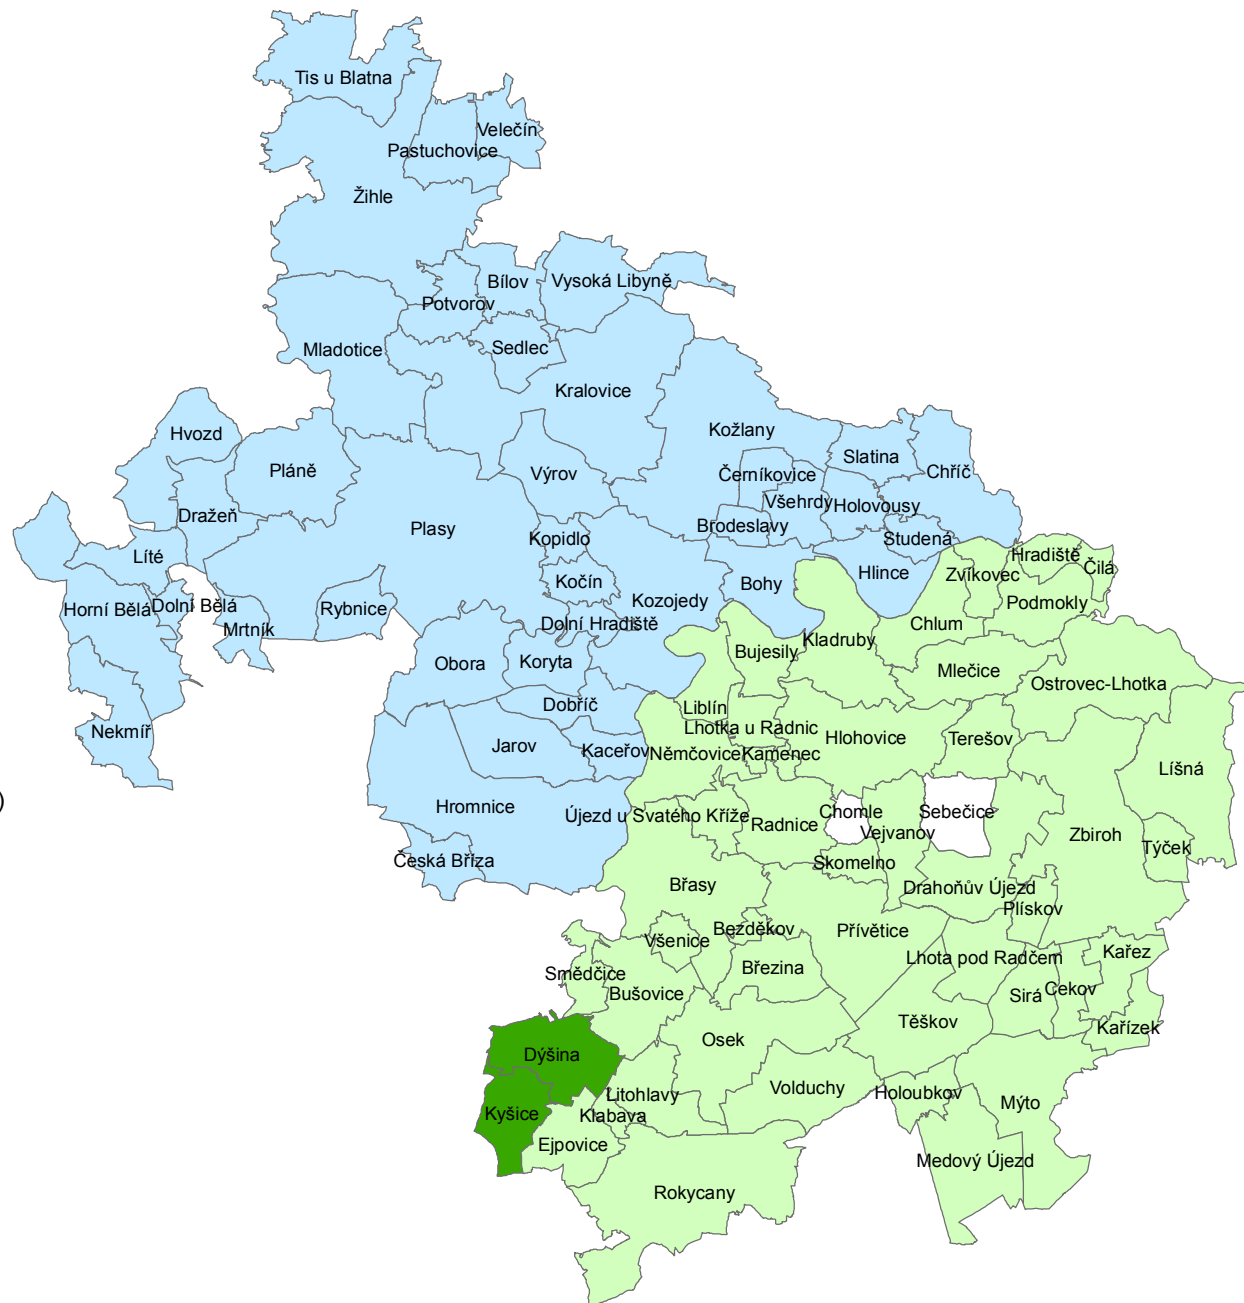 Tis u Blatna
Velečín
Pastuchovice
Žihle
Bílov
Vysoká Libyně
Potvorov
Sedlec
Mladotice
Kralovice
Hvozd
Kožlany
Pláně
Výrov
Slatina
Chříč
Černíkovice
Všehrdy
Holovousy
Dražeň
Plasy
Brodeslavy
Kopidlo
Studená
Líté
Hradiště
Čilá
Zvíkovec
Hlince
Bohy
Kočín
Horní Bělá
Dolní Bělá
Rybnice
Kozojedy
Podmokly
Mrtník
Dolní Hradiště
Chlum
Kladruby
Bujesily
Obora
Koryta
Mlečice
Ostrovec-Lhotka
Dobříč
Liblín
Nekmíř
Lhotka u Radnic
Hlohovice
Terešov
Jarov
Kaceřov
Němčovice
Kamenec
Líšná
)
Hromnice
Újezd u Svatého Kříže
Chomle
Sebečice
Radnice
Vejvanov
Zbiroh
Týček
Česká Bříza
Skomelno
Břasy
Drahoňův Újezd
Plískov
Bezděkov
Přívětice
Všenice
Kařez
Lhota pod Radčem
Smědčice
Březina
Bušovice
Sirá
Cekov
Těškov
Kařízek
Osek
Dýšina
Volduchy
Litohlavy
Holoubkov
Mýto
Kyšice
Klabava
Ejpovice
Medový Újezd
Rokycany